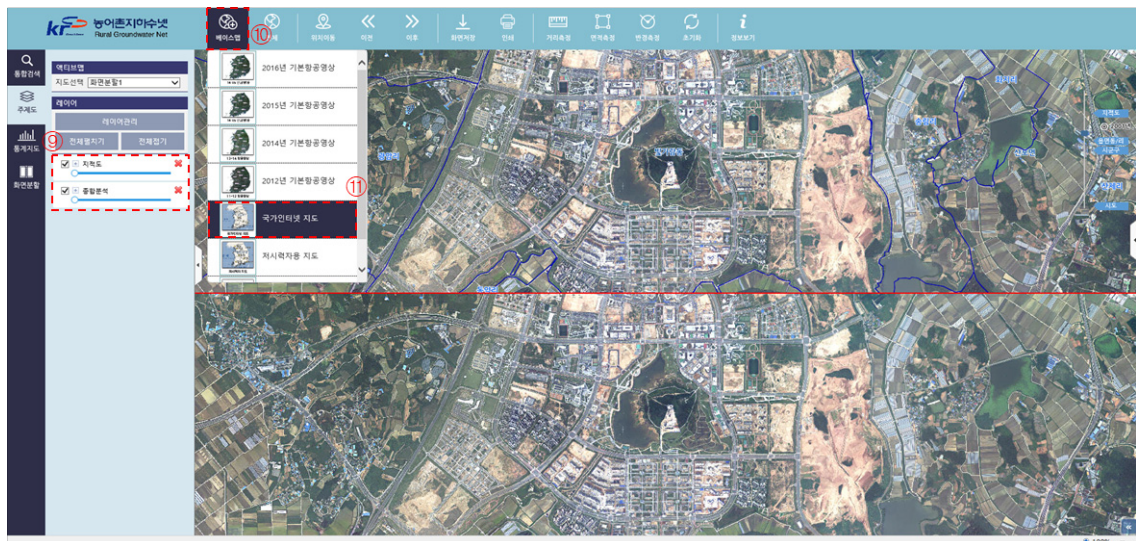 농어촌지하수넷
Rural Groundwater Net
베이스맵
⑩
위치이동
이전
이후
화면저장
인쇄
거리측정
면적측정
반경측정
초기화
정보보기
통합검색
주제도
통계지도
화면분할
액티브맵
지도선택 화면분할1
레이어
레이어관리
⑨
전체펼치기 전체접기
지적도
종합분석
2016년 기본항공영상
2015년 기본항공영상
2014년 기본항공영상
2012년 기본항공영상
⑪
국가인터넷 지도
저시력자용 지도
지적도
시도